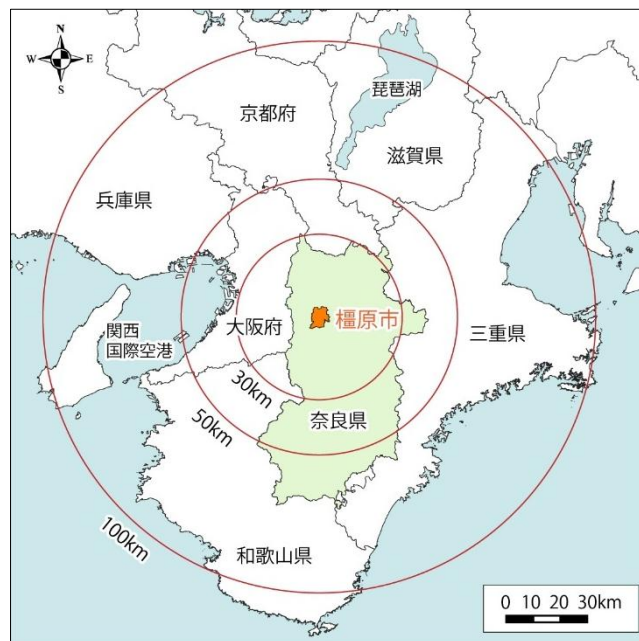 N
W E
S
琵琶湖
京都府
滋賀県
兵庫県
関西
国際空港
大阪府
橿原市
三重県
30km
50km
奈良県
100km
和歌山県
0 10 20 30km